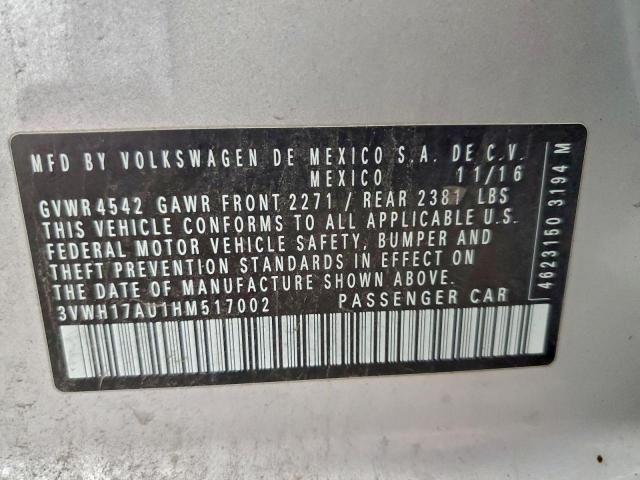 MFD BY VOLKSWAGEN DE MEXICO S.A. DE C.V.
MEXICO 11/16
GVWR 4542 GAWR FRONT 2271 / REAR 2381 LBS
THIS VEHICLE CONFORMS TO ALL APPLICABLE U.S.
FEDERAL MOTOR VEHICLE SAFETY, BUMPER AND
THEFT PREVENTION STANDARDS IN EFFECT ON
THE DATE OF MANUFACTURE SHOWN ABOVE.
3VWH17AU1HM517002 PASSENGER CAR
4623150 3194 M